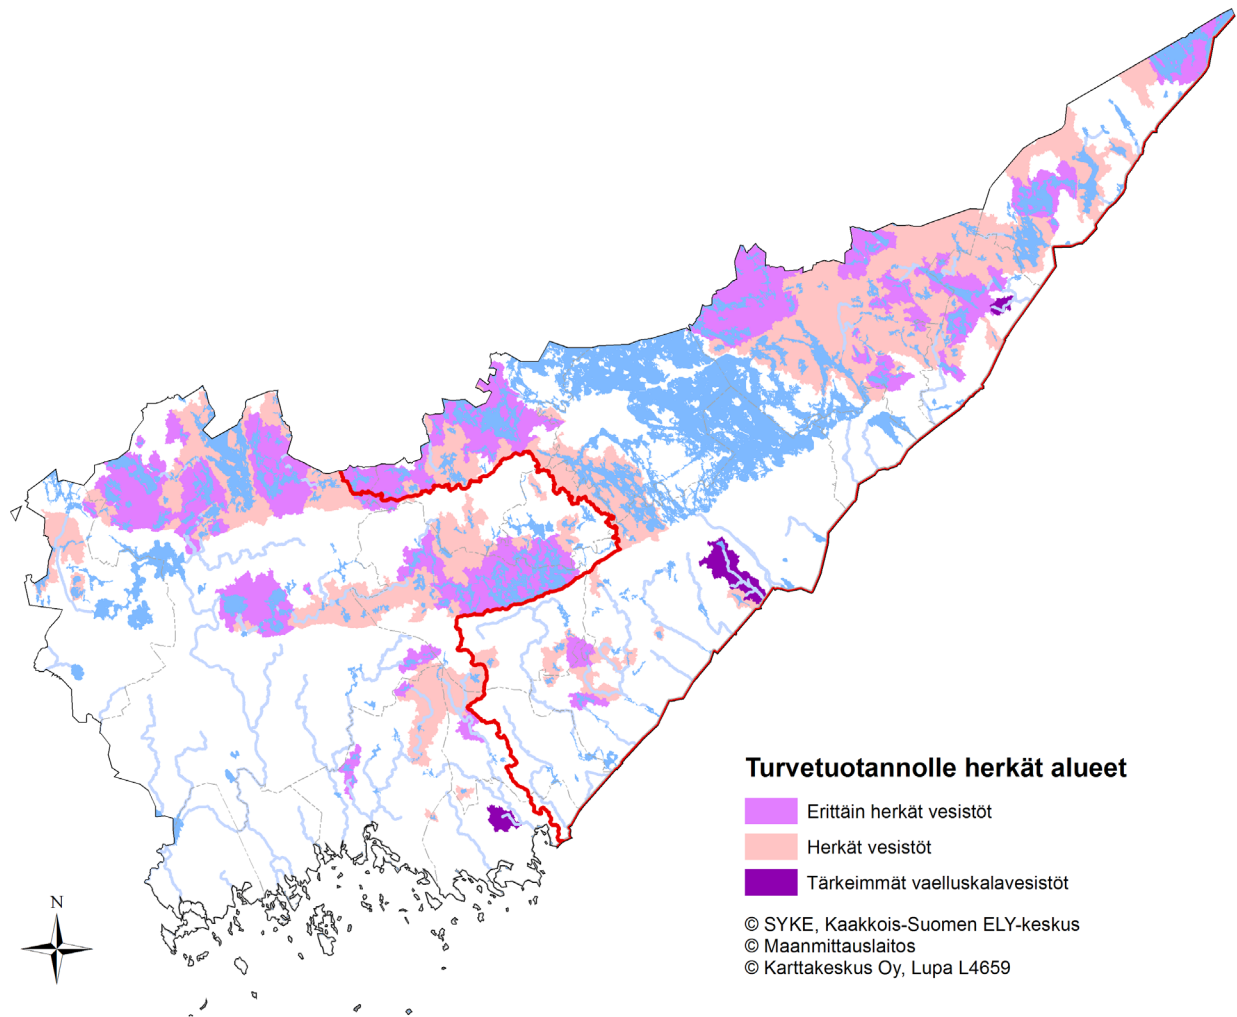 Turvetuotannolle herkät alueet
Erittäin herkät vesistöt
Herkät vesistöt
Tärkeimmät vaelluskalavesistöt
© SYKE, Kaakkois-Suomen ELY-keskus
© Maanmittauslaitos
© Karttakeskus Oy, Lupa L4659
N